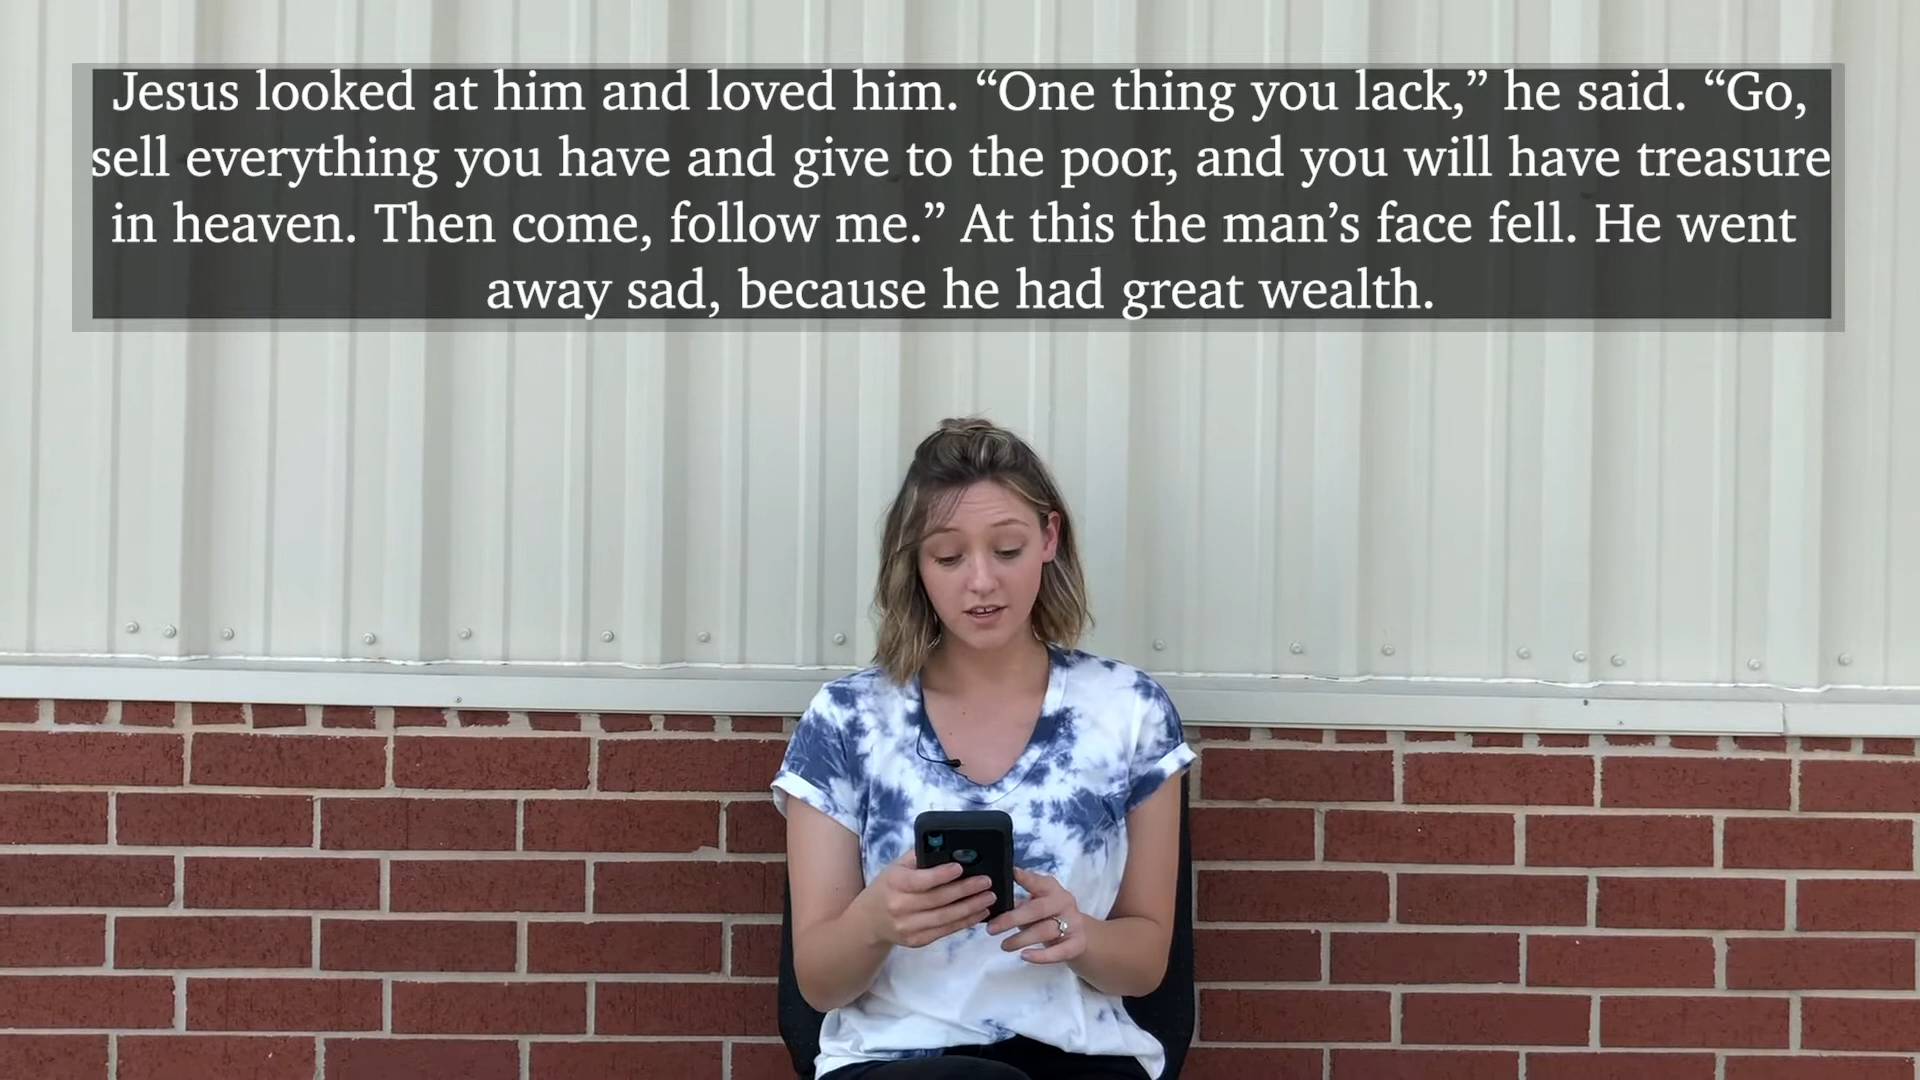 Jesus looked at him and loved him. “One thing you lack,” he said. “Go,
sell everything you have and give to the poor, and you will have treasure
in heaven. Then come, follow me.” At this the man’s face fell. He went
away sad, because he had great wealth.